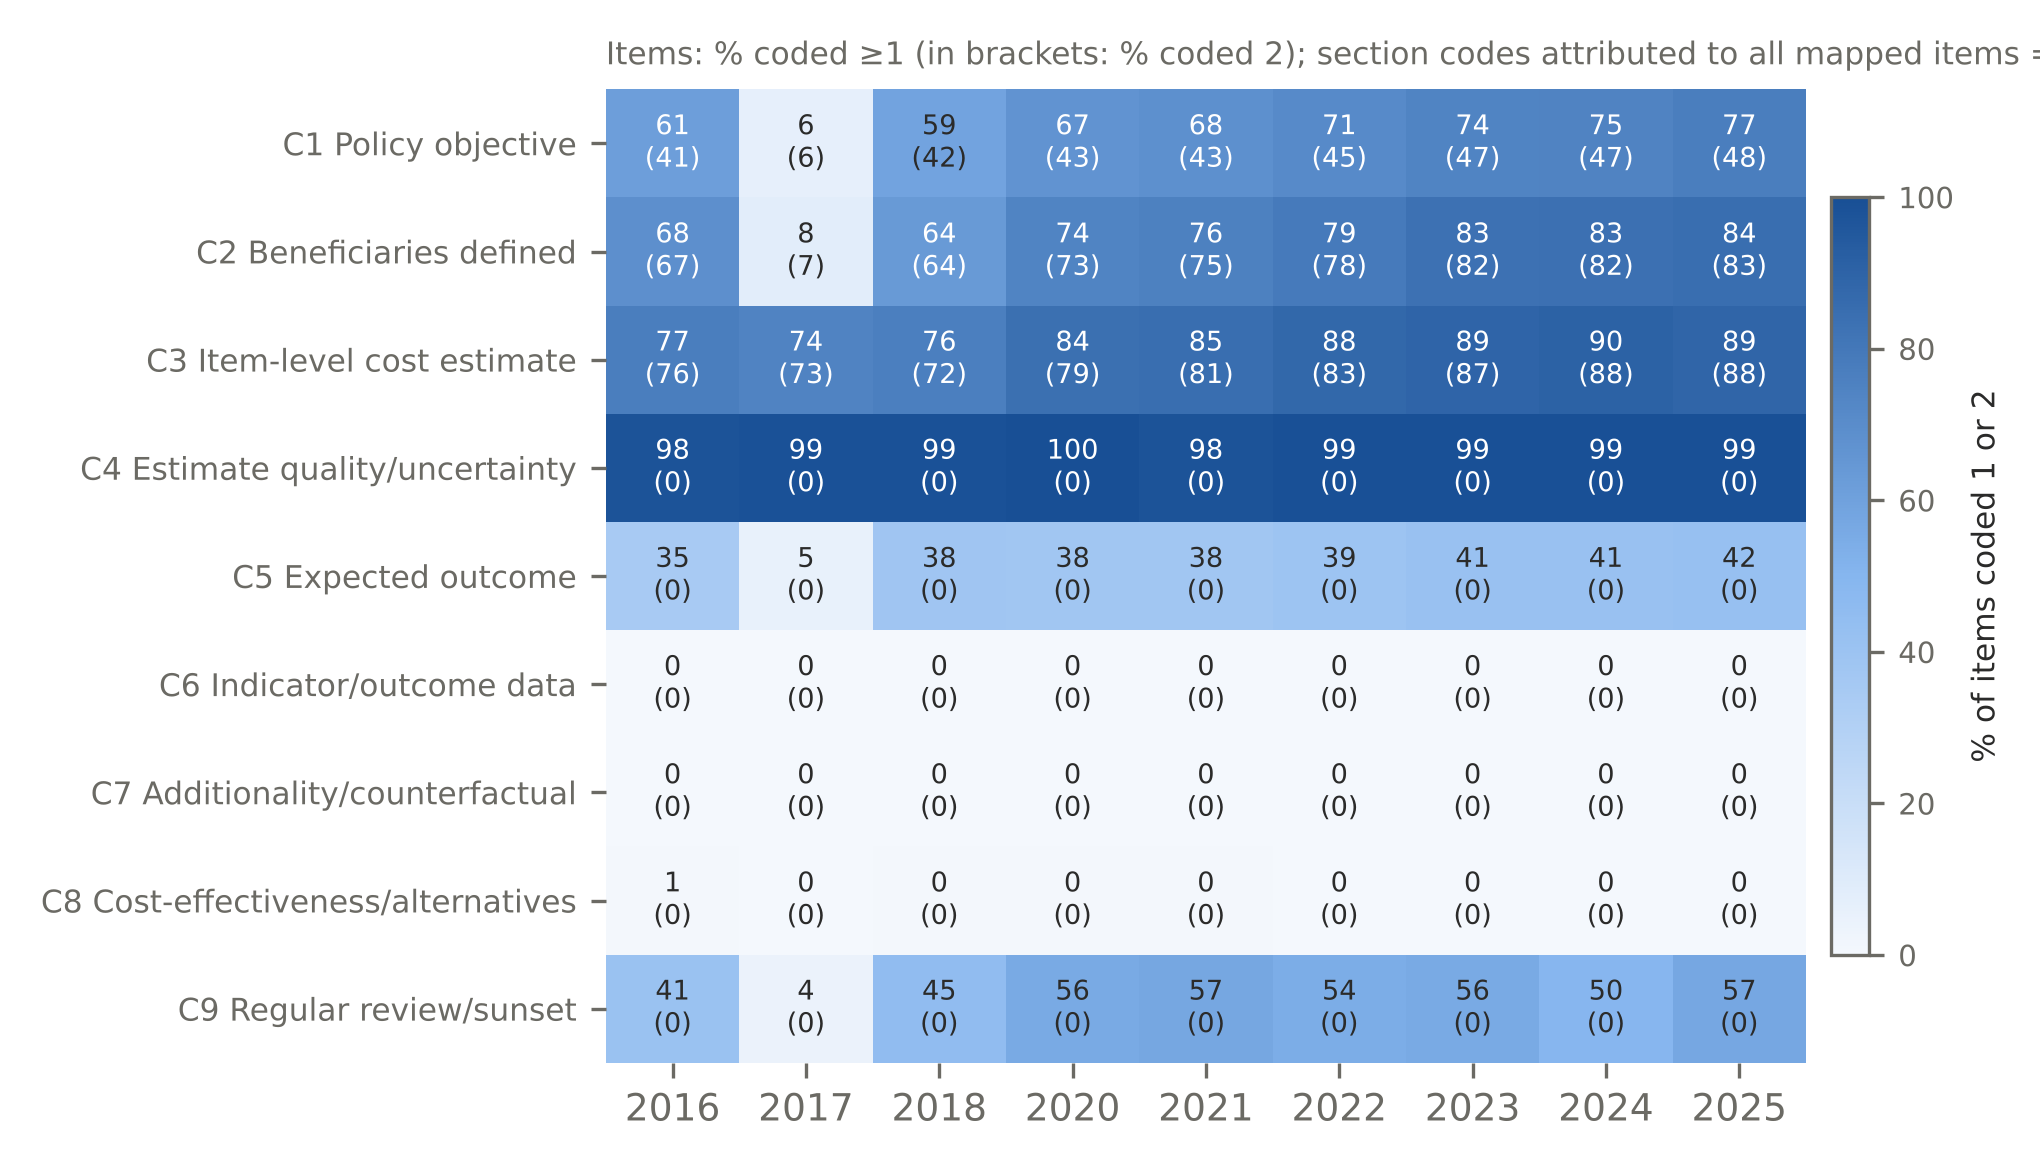 Items: % coded ≥1 (in brackets: % coded 2); section codes attributed to all mapped items =
C1 Policy objective
61 6 59 67 68 71 74 75 77
(41) (6) (42) (43) (43) (45) (47) (47) (48)
C2 Beneficiaries defined
68 8 64 74 76 79 83 83 84
(67) (7) (64) (73) (75) (78) (82) (82) (83)
C3 Item-level cost estimate
77 74 76 84 85 88 89 90 89
(76) (73) (72) (79) (81) (83) (87) (88) (88)
C4 Estimate quality/uncertainty
98 99 99 100 98 99 99 99 99
(0) (0) (0) (0) (0) (0) (0) (0) (0)
C5 Expected outcome
35 5 38 38 38 39 41 41 42
(0) (0) (0) (0) (0) (0) (0) (0) (0)
C6 Indicator/outcome data
0 0 0 0 0 0 0 0 0
(0) (0) (0) (0) (0) (0) (0) (0) (0)
C7 Additionality/counterfactual
0 0 0 0 0 0 0 0 0
(0) (0) (0) (0) (0) (0) (0) (0) (0)
C8 Cost-effectiveness/alternatives
1 0 0 0 0 0 0 0 0
(0) (0) (0) (0) (0) (0) (0) (0) (0)
C9 Regular review/sunset
41 4 45 56 57 54 56 50 57
(0) (0) (0) (0) (0) (0) (0) (0) (0)
2016 2017 2018 2020 2021 2022 2023 2024 2025
100
80
60
40
20
0
% of items coded 1 or 2